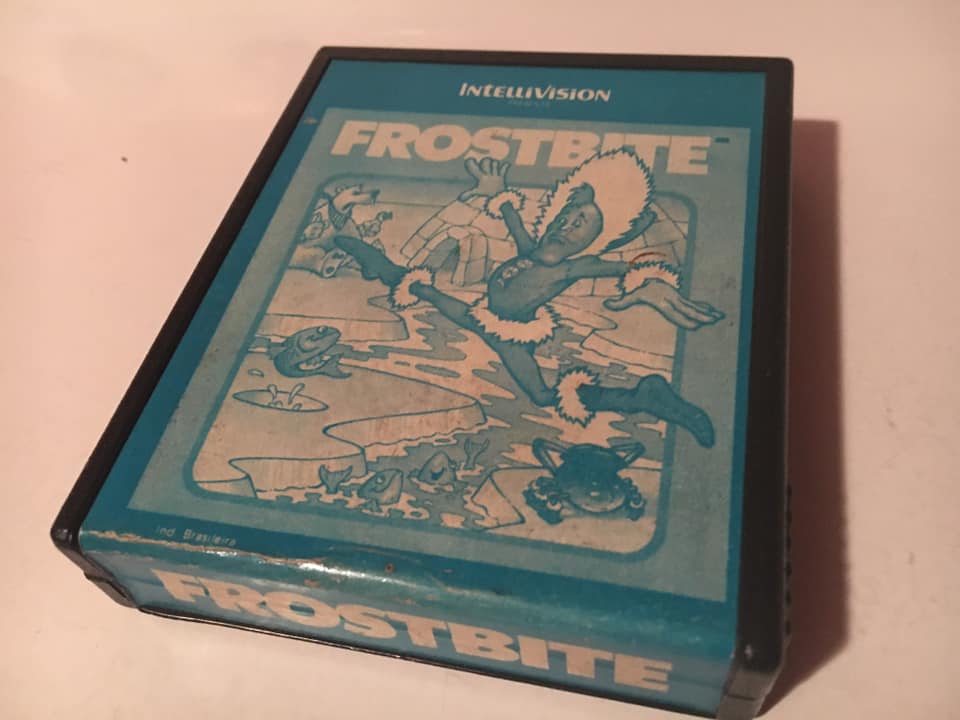 INTELLIVISION
FROSTBITE
Ind. Brasileira
FROSTBITE